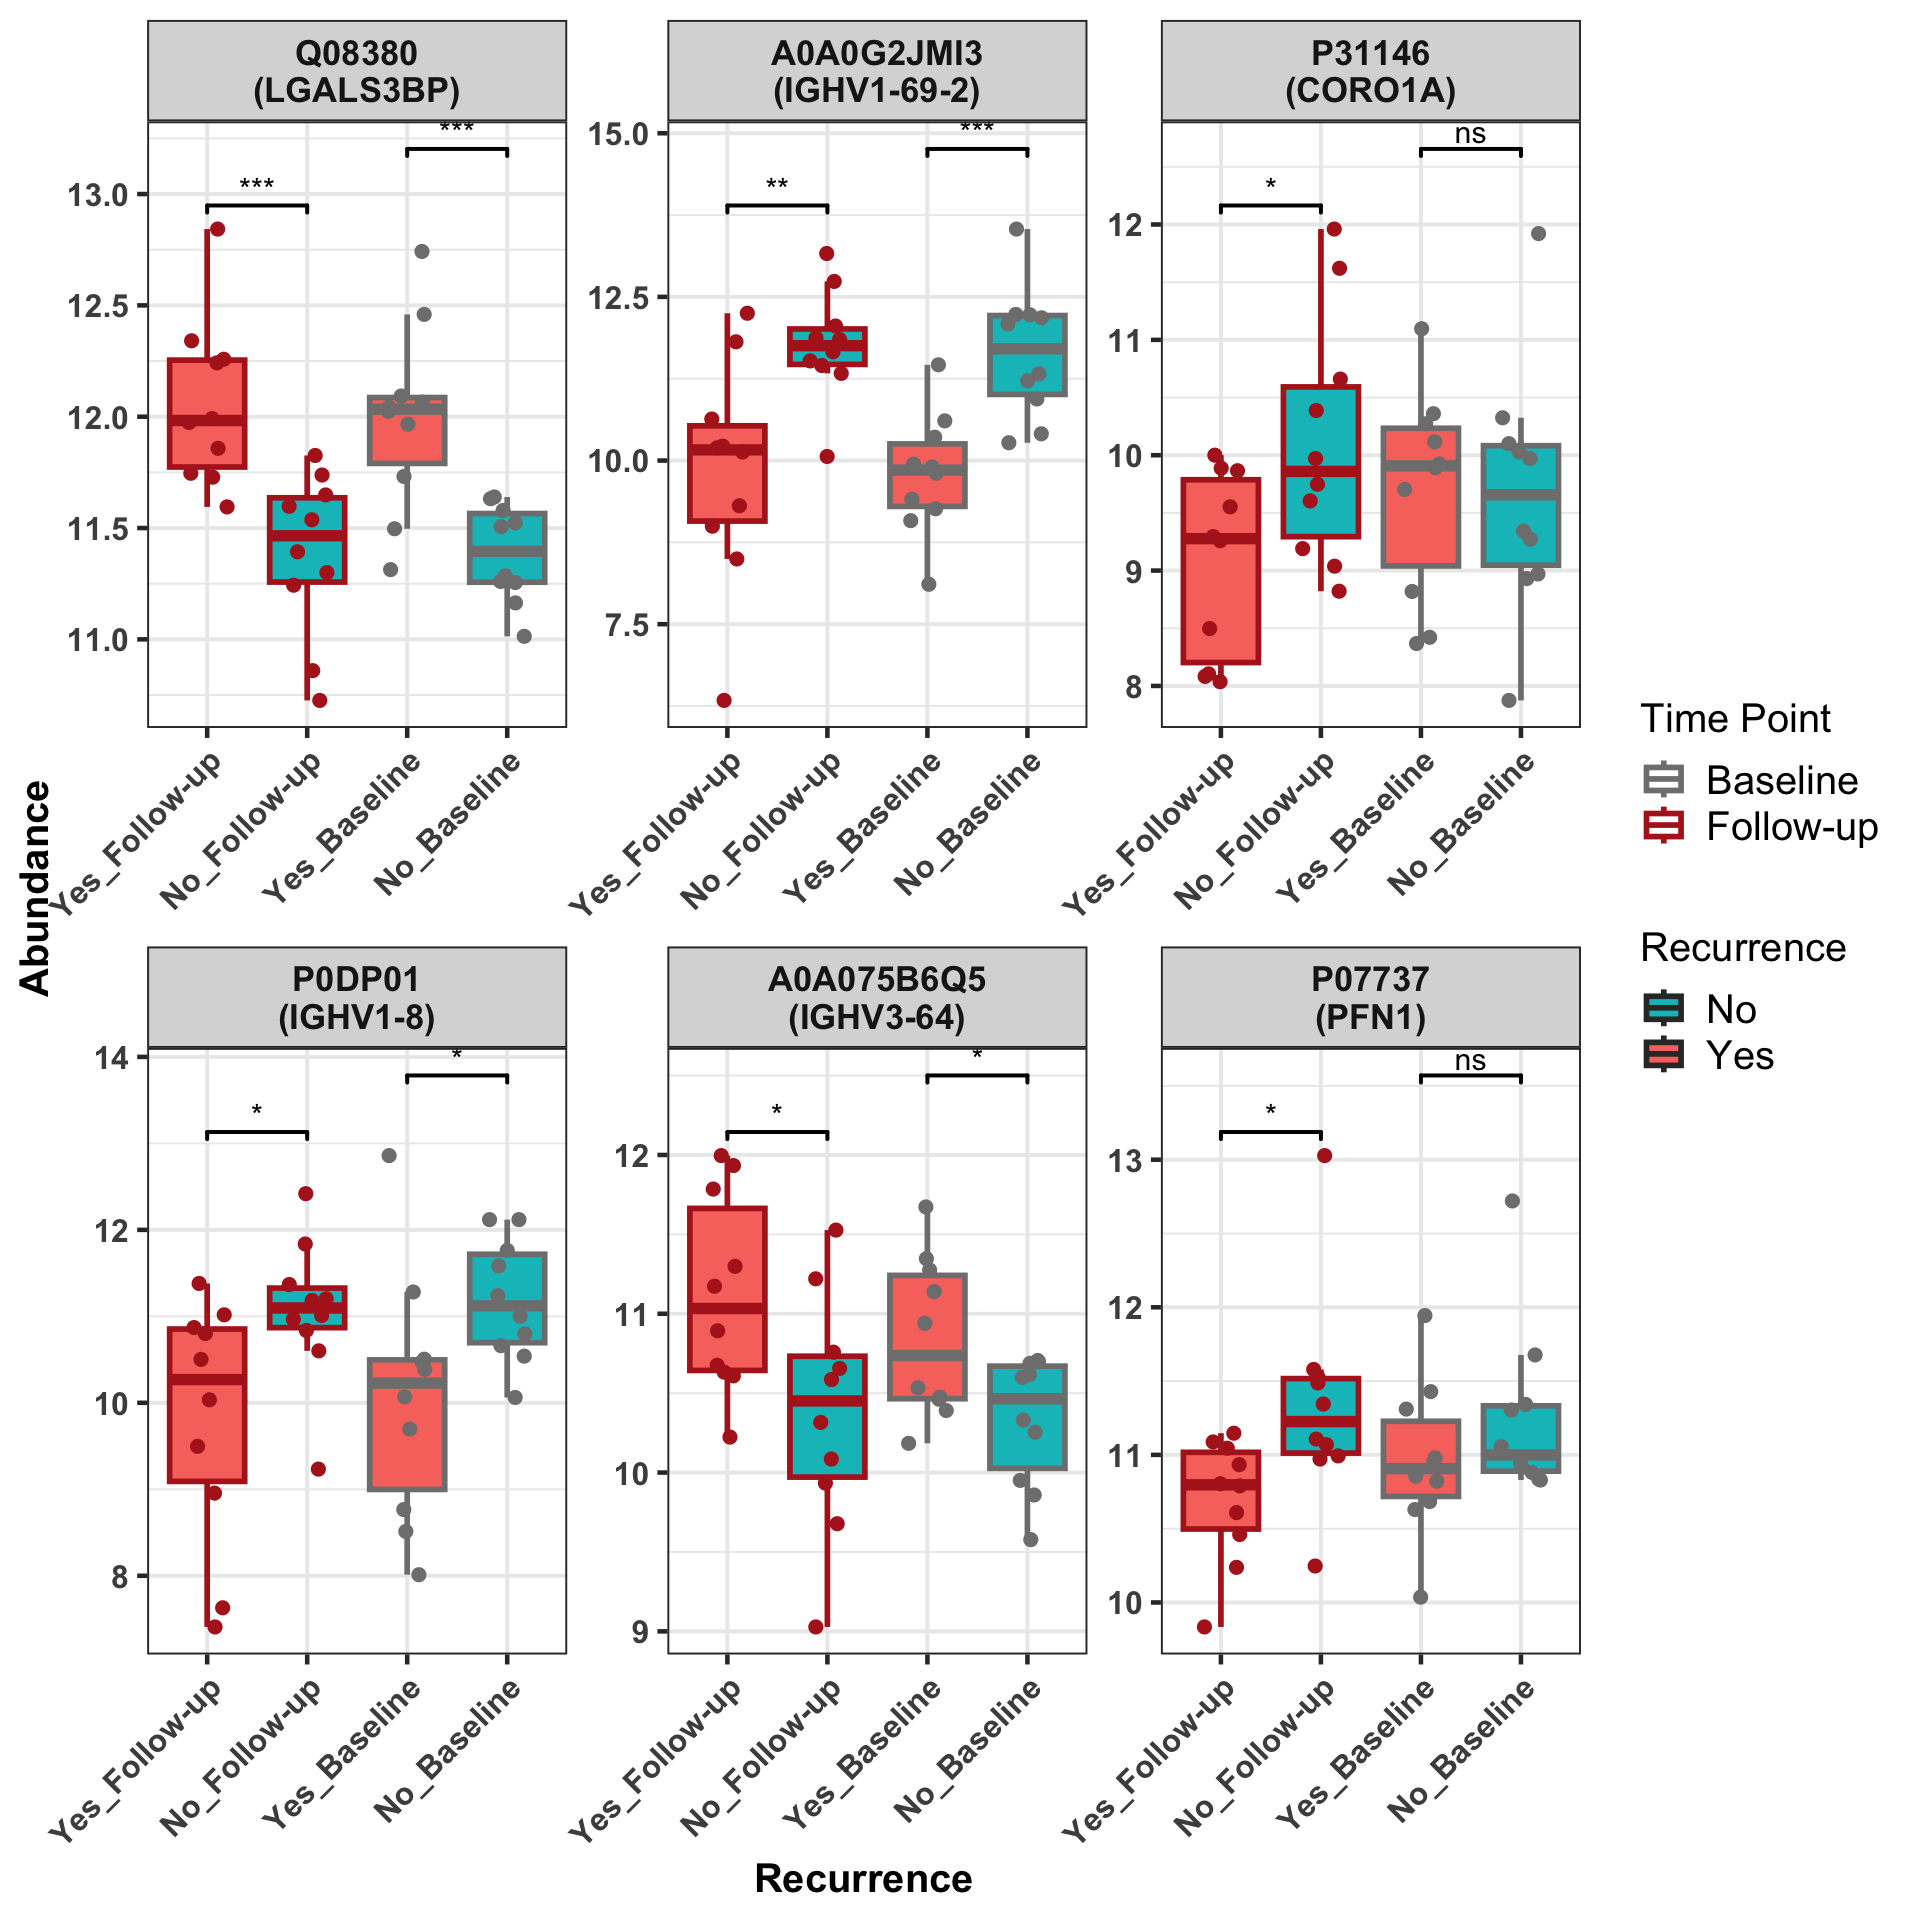 Q08380
(LGALS3BP)
A0A0G2JMI3
(IGHV1-69-2)
P31146
(CORO1A)
***
***
13.0
12.5
12.0
11.5
11.0
**
***
15.0
12.5
10.0
7.5
*
ns
12
11
10
9
8
Yes_Follow-up
No_Follow-up
Yes_Baseline
No_Baseline
Yes_Follow-up
No_Follow-up
Yes_Baseline
No_Baseline
Yes_Follow-up
No_Follow-up
Yes_Baseline
No_Baseline
Abundance
P0DP01
(IGHV1-8)
A0A075B6Q5
(IGHV3-64)
P07737
(PFN1)
*
*
14
12
10
8
*
*
12
11
10
9
*
ns
13
12
11
10
Yes_Follow-up
No_Follow-up
Yes_Baseline
No_Baseline
Yes_Follow-up
No_Follow-up
Yes_Baseline
No_Baseline
Yes_Follow-up
No_Follow-up
Yes_Baseline
No_Baseline
Recurrence
Time Point
Baseline
Follow-up
Recurrence
No
Yes